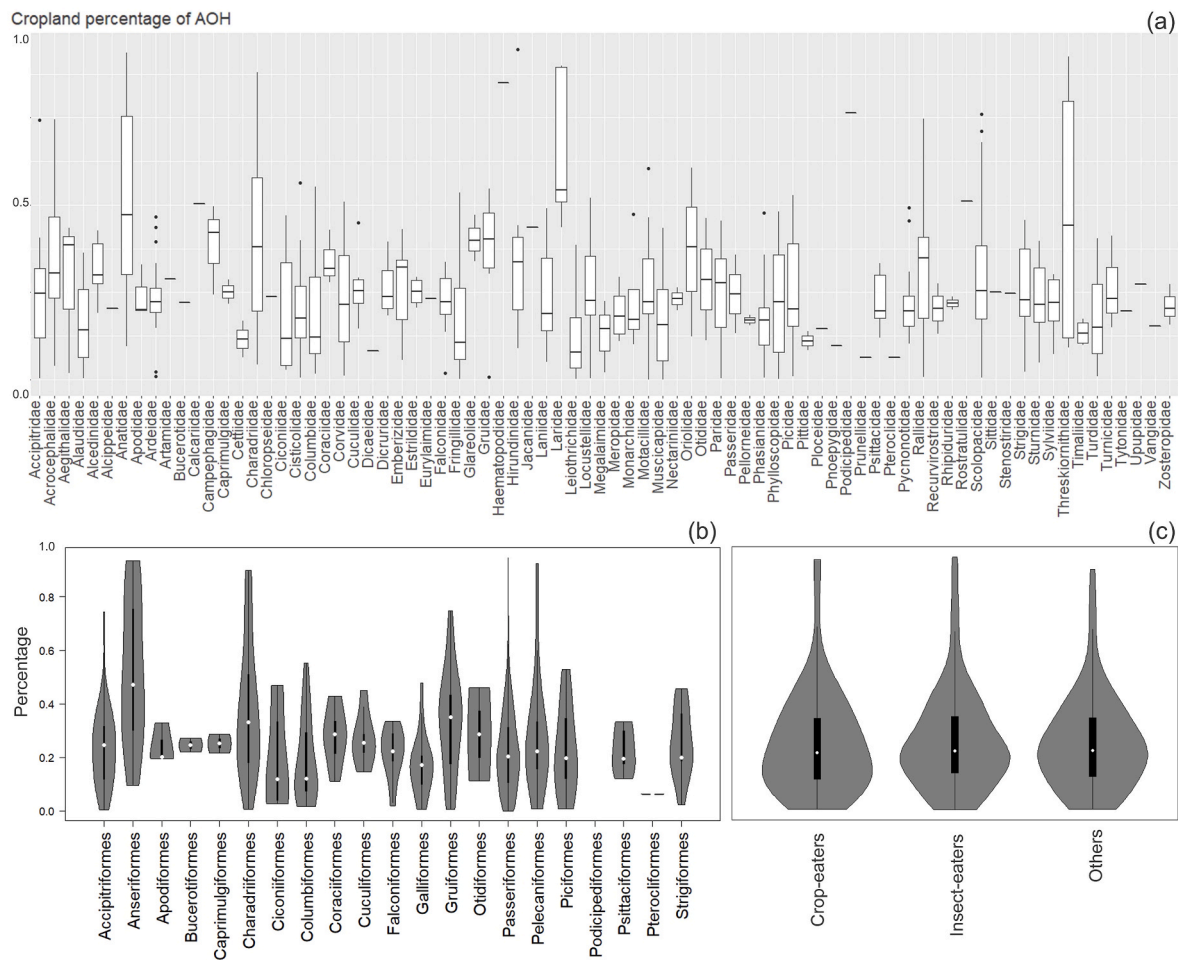 Cropland percentage of AOH
(a)
1.0
0.5
0.0
Accipitridae
Acrocephalidae
Aegithalidae
Alaudidae
Alcedinidae
Alcippeidae
Anatidae
Apodidae
Ardeidae
Artamidae
Bucerotidae
Calcariidae
Campephagidae
Caprimulgidae
Cettiidae
Charadriidae
Chloropseidae
Ciconiidae
Cisticolidae
Columbidae
Coraciidae
Corvidae
Cuculidae
Dicaeidae
Dicruridae
Emberizidae
Estrildidae
Eurylaimidae
Falconidae
Fringillidae
Glareolidae
Gruidae
Haematopodidae
Hirundinidae
Jacanidae
Laniidae
Laridae
Leiothrichidae
Locustellidae
Megalaimidae
Meropidae
Monarchidae
Motacillidae
Muscicapidae
Nectariniidae
Oriolidae
Otididae
Paridae
Passeridae
Pellorneidae
Phasianidae
Phylloscopidae
Picidae
Pittidae
Ploceidae
Pnoepygidae
Podicipedidae
Prunellidae
Psittacidae
Pteroclidae
Pycnonotidae
Rallidae
Recurvirostridae
Rhipiduridae
Rostratulidae
Scolopacidae
Sittidae
Stenostiridae
Strigidae
Sturnidae
Sylviidae
Threskiornithidae
Timaliidae
Turdidae
Turnicidae
Tytonidae
Upupidae
Vangidae
Zosteropidae
(b)
Percentage
1.0
0.8
0.6
0.4
0.2
0.0
Accipitriformes
Anseriformes
Apodiformes
Bucerotiformes
Caprimulgiformes
Charadriiformes
Ciconiiformes
Columbiformes
Coraciiformes
Cuculiformes
Falconiformes
Galliformes
Gruiformes
Otidiformes
Passeriformes
Pelecaniformes
Piciformes
Podicipediformes
Psittaciformes
Pterocliformes
Strigiformes
(c)
Crop-eaters
Insect-eaters
Others